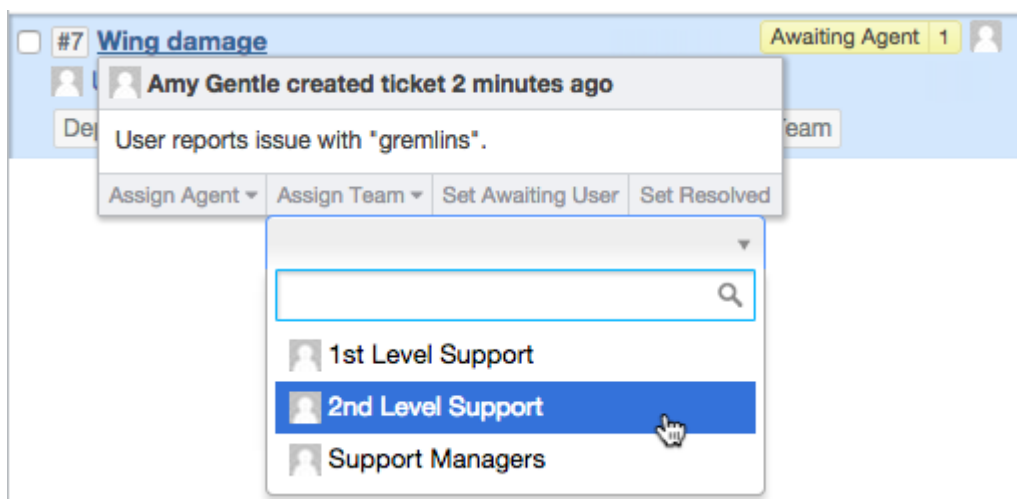 #7 Wing damage Awaiting Agent 1
Amy Gentle created ticket 2 minutes ago
User reports issue with "gremlins".
Assign Agent Assign Team Set Awaiting User Set Resolved
1st Level Support
2nd Level Support
Support Managers